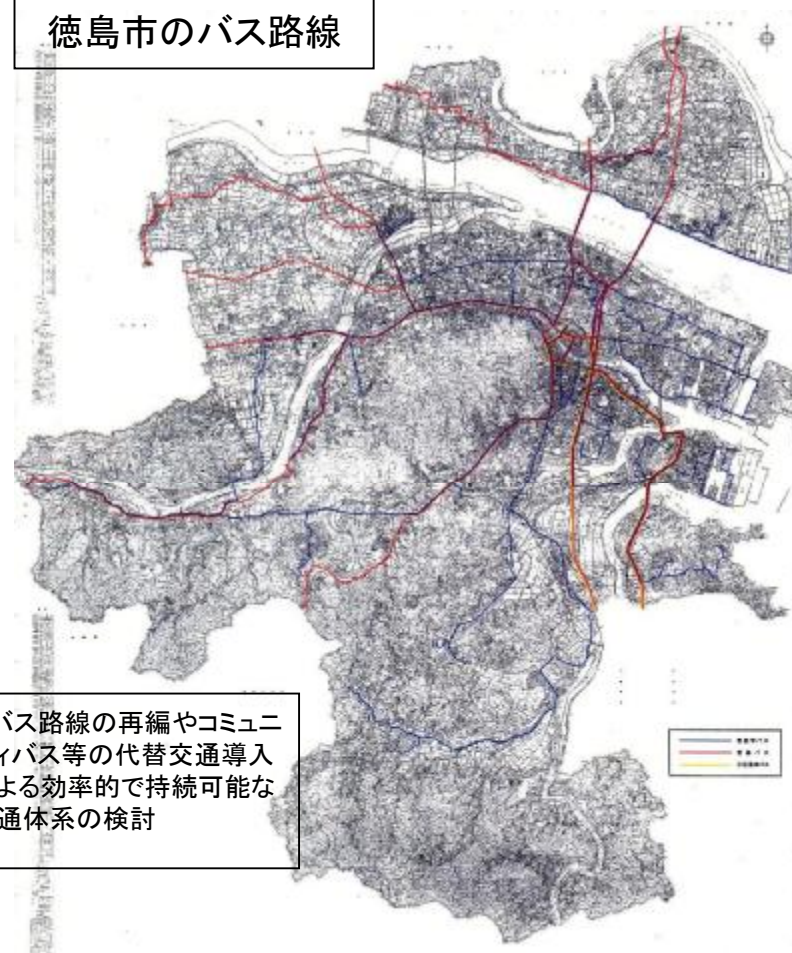 徳島市のバス路線
バス路線の再編やコミュニ
ィバス等の代替交通導入
よる効率的で持続可能な
通体系の検討